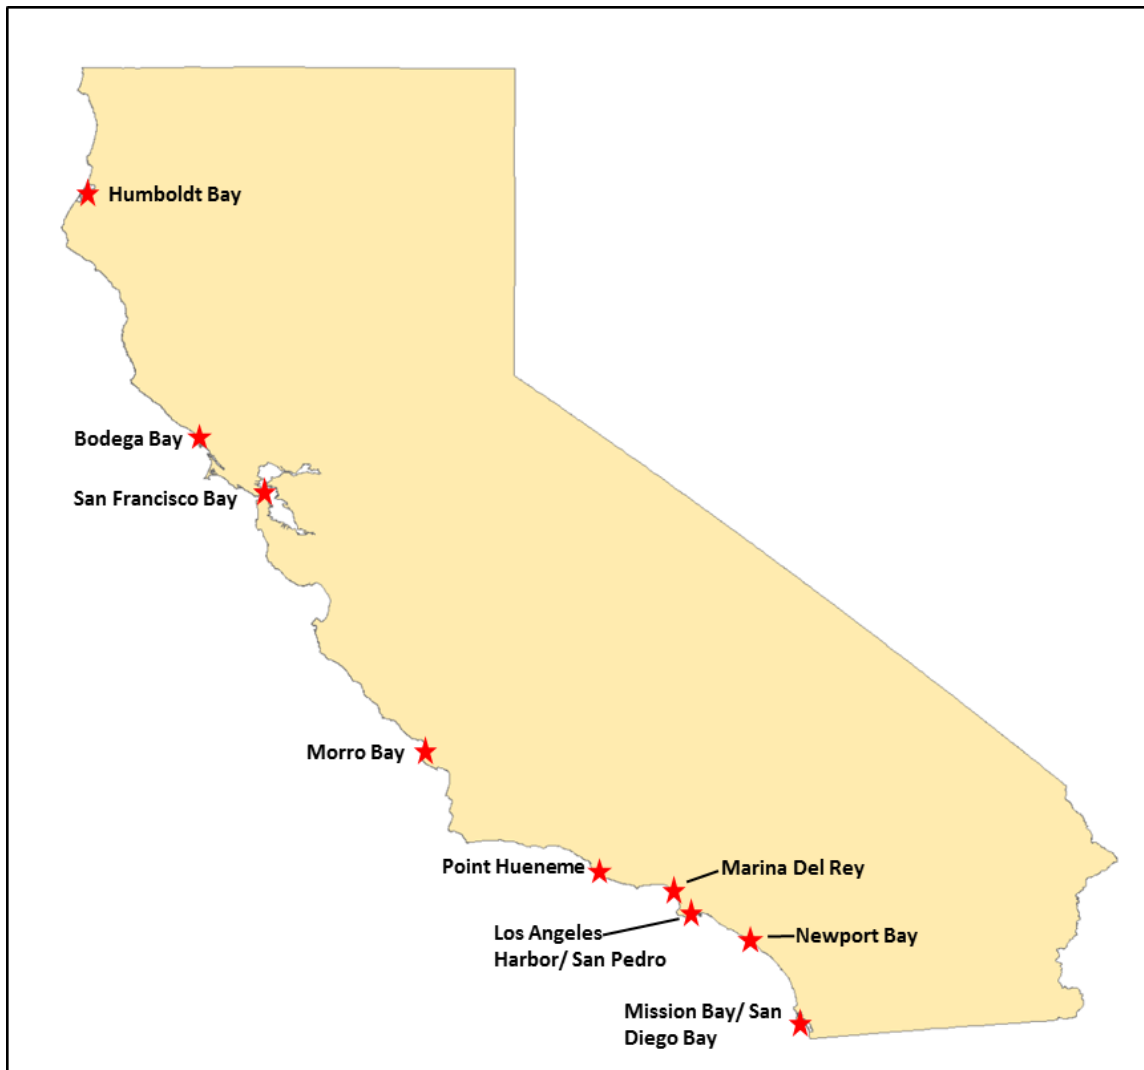 Humboldt Bay
Bodega Bay
San Francisco Bay
Morro Bay
Point Hueneme
Marina Del Rey
Los Angeles
Harbor/ San Pedro
Newport Bay
Mission Bay/ San
Diego Bay